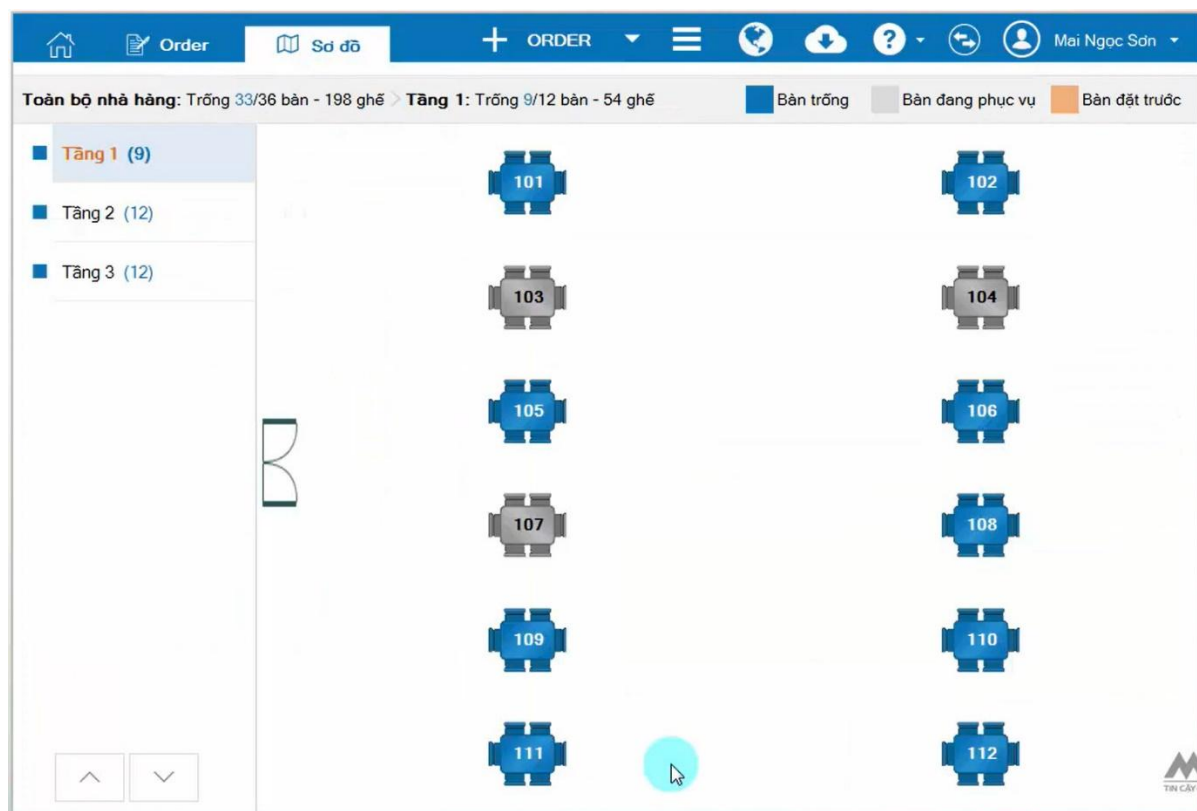 Order Sơ đồ ORDER ? Mai Ngọc Sơn
Toàn bộ nhà hàng: Trống 33/36 bàn - 198 ghế > Tầng 1: Trống 9/12 bàn - 54 ghế Bàn trống Bàn đang phục vụ Bàn đặt trước
Tầng 1 (9)
Tầng 2 (12)
Tầng 3 (12)
101 102
103 104
105 106
107 108
109 110
111 112
TIN CẬY